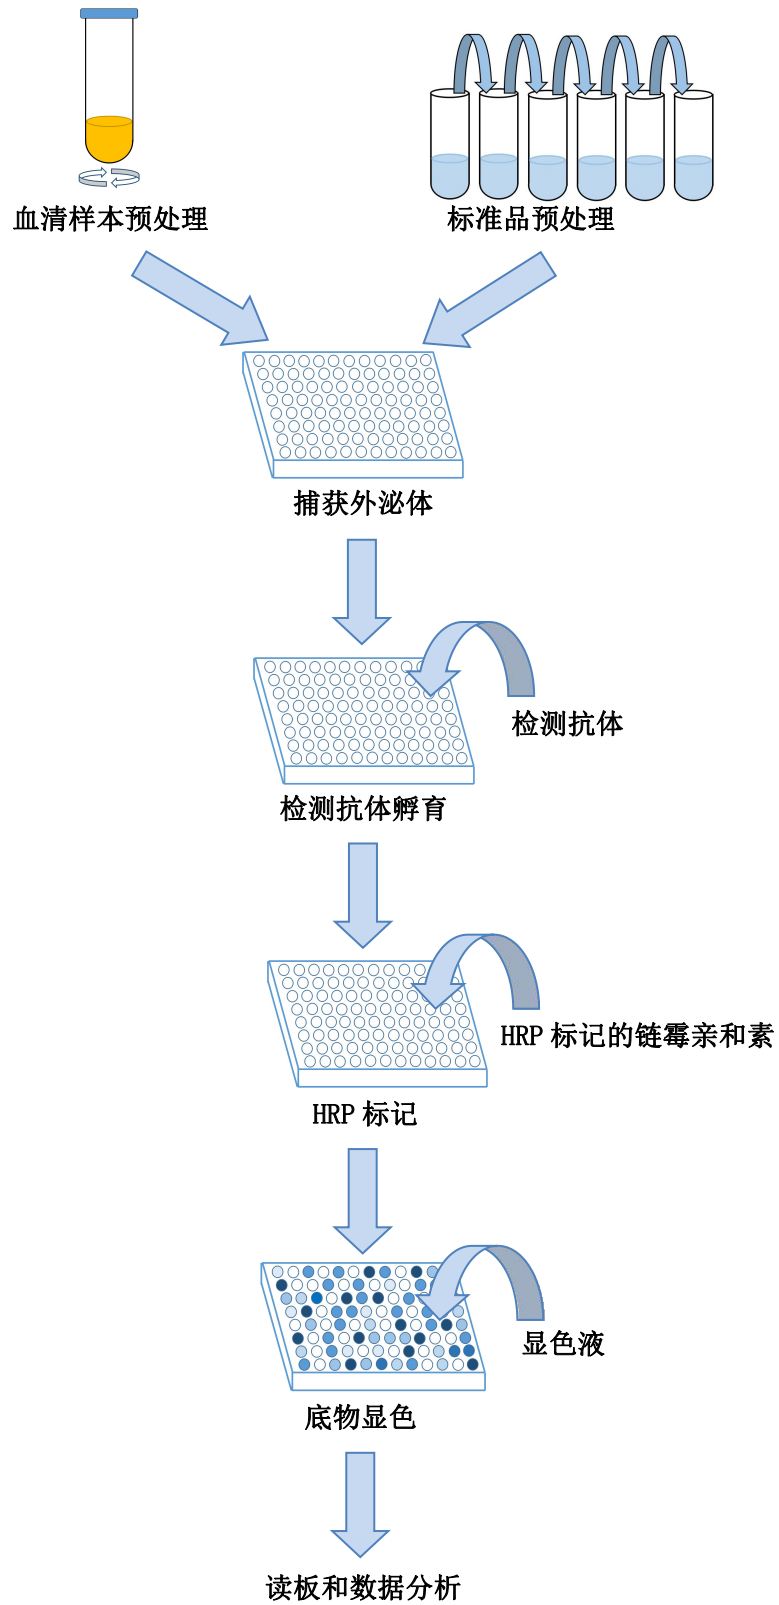 血清样本预处理
标准品预处理
捕获外泌体
检测抗体
检测抗体孵育
HRP 标记的链霉亲和素
HRP 标记
显色液
底物显色
读板和数据分析